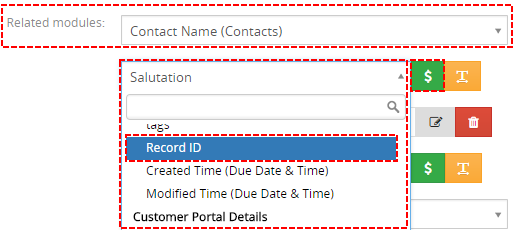 Related modules:
Contact Name (Contacts)
Salutation
$ T
tags
Record ID
Created Time (Due Date & Time)
$ T
Modified Time (Due Date & Time)
Customer Portal Details